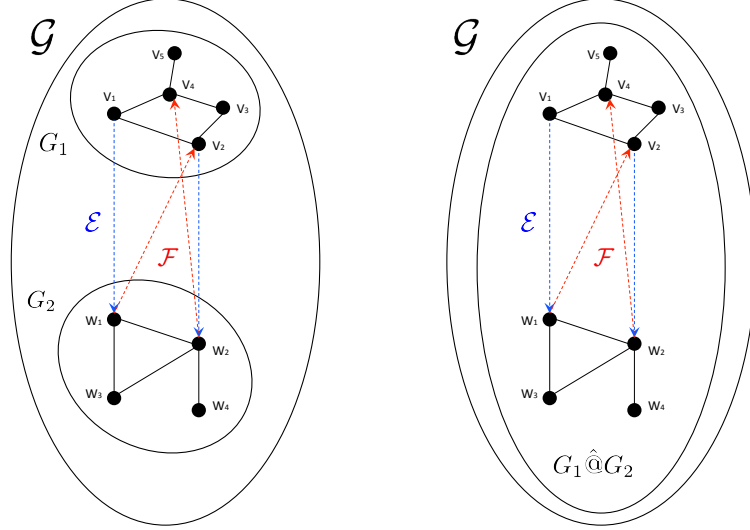 𝒢
V₅
V₄
V₁
V₃
V₂
G₁
ℰ
ℱ
G₂
W₁
W₂
W₃
W₄
𝒢
V₅
V₄
V₁
V₃
V₂
ℰ
ℱ
W₁
W₂
W₃
W₄
G₁@̂G₂